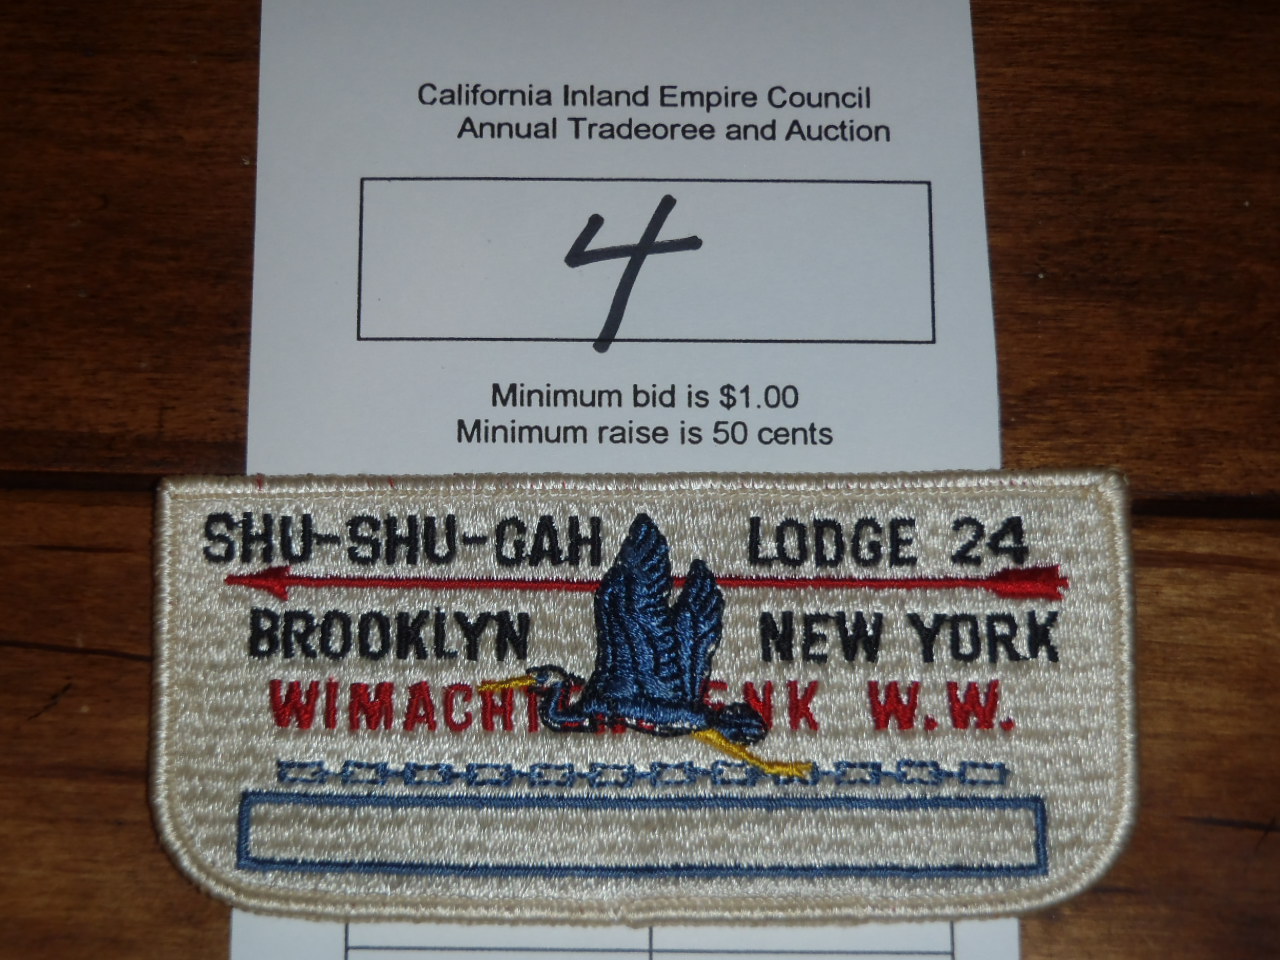 California Inland Empire Council
Annual Tradeoree and Auction
4
Minimum bid is $1.00
Minimum raise is 50 cents
SHU-SHU-GAH LODGE 24
BROOKLYN NEW YORK
W.W.